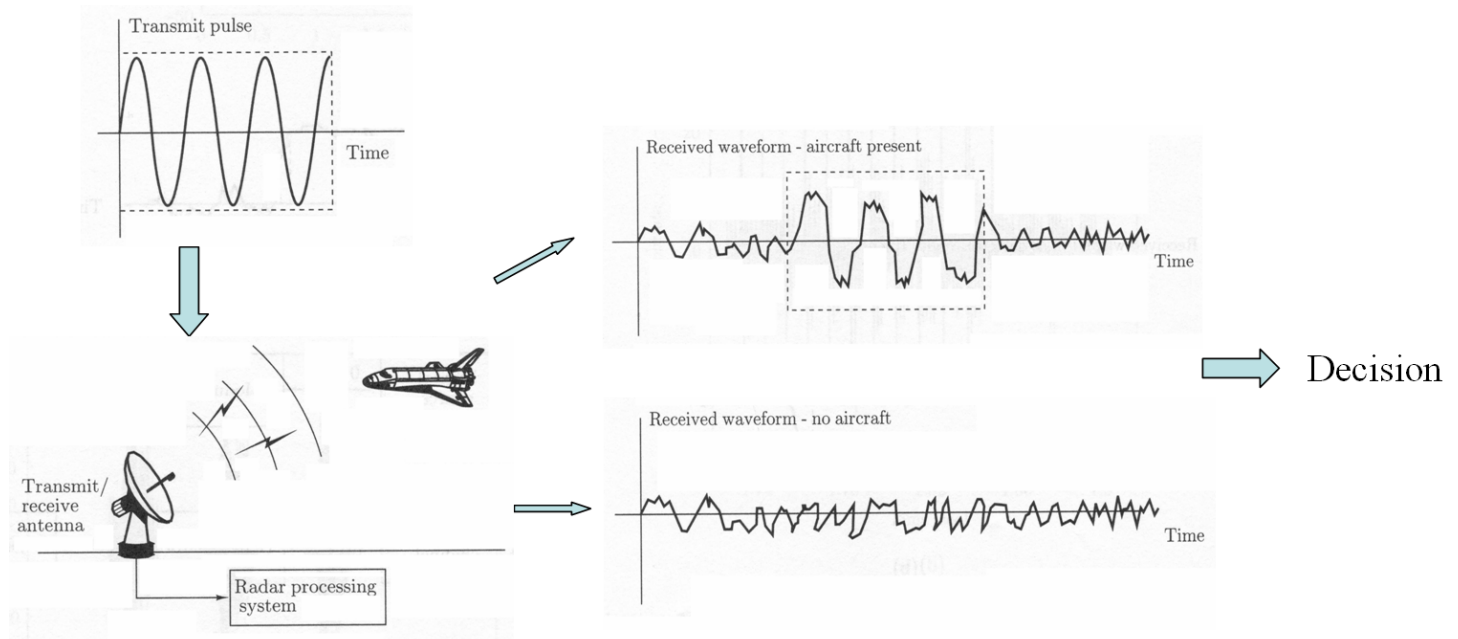 Transmit pulse
Time
Received waveform - aircraft present
Time
Decision
Received waveform - no aircraft
Time
Transmit/
receive
antenna
Radar processing
system